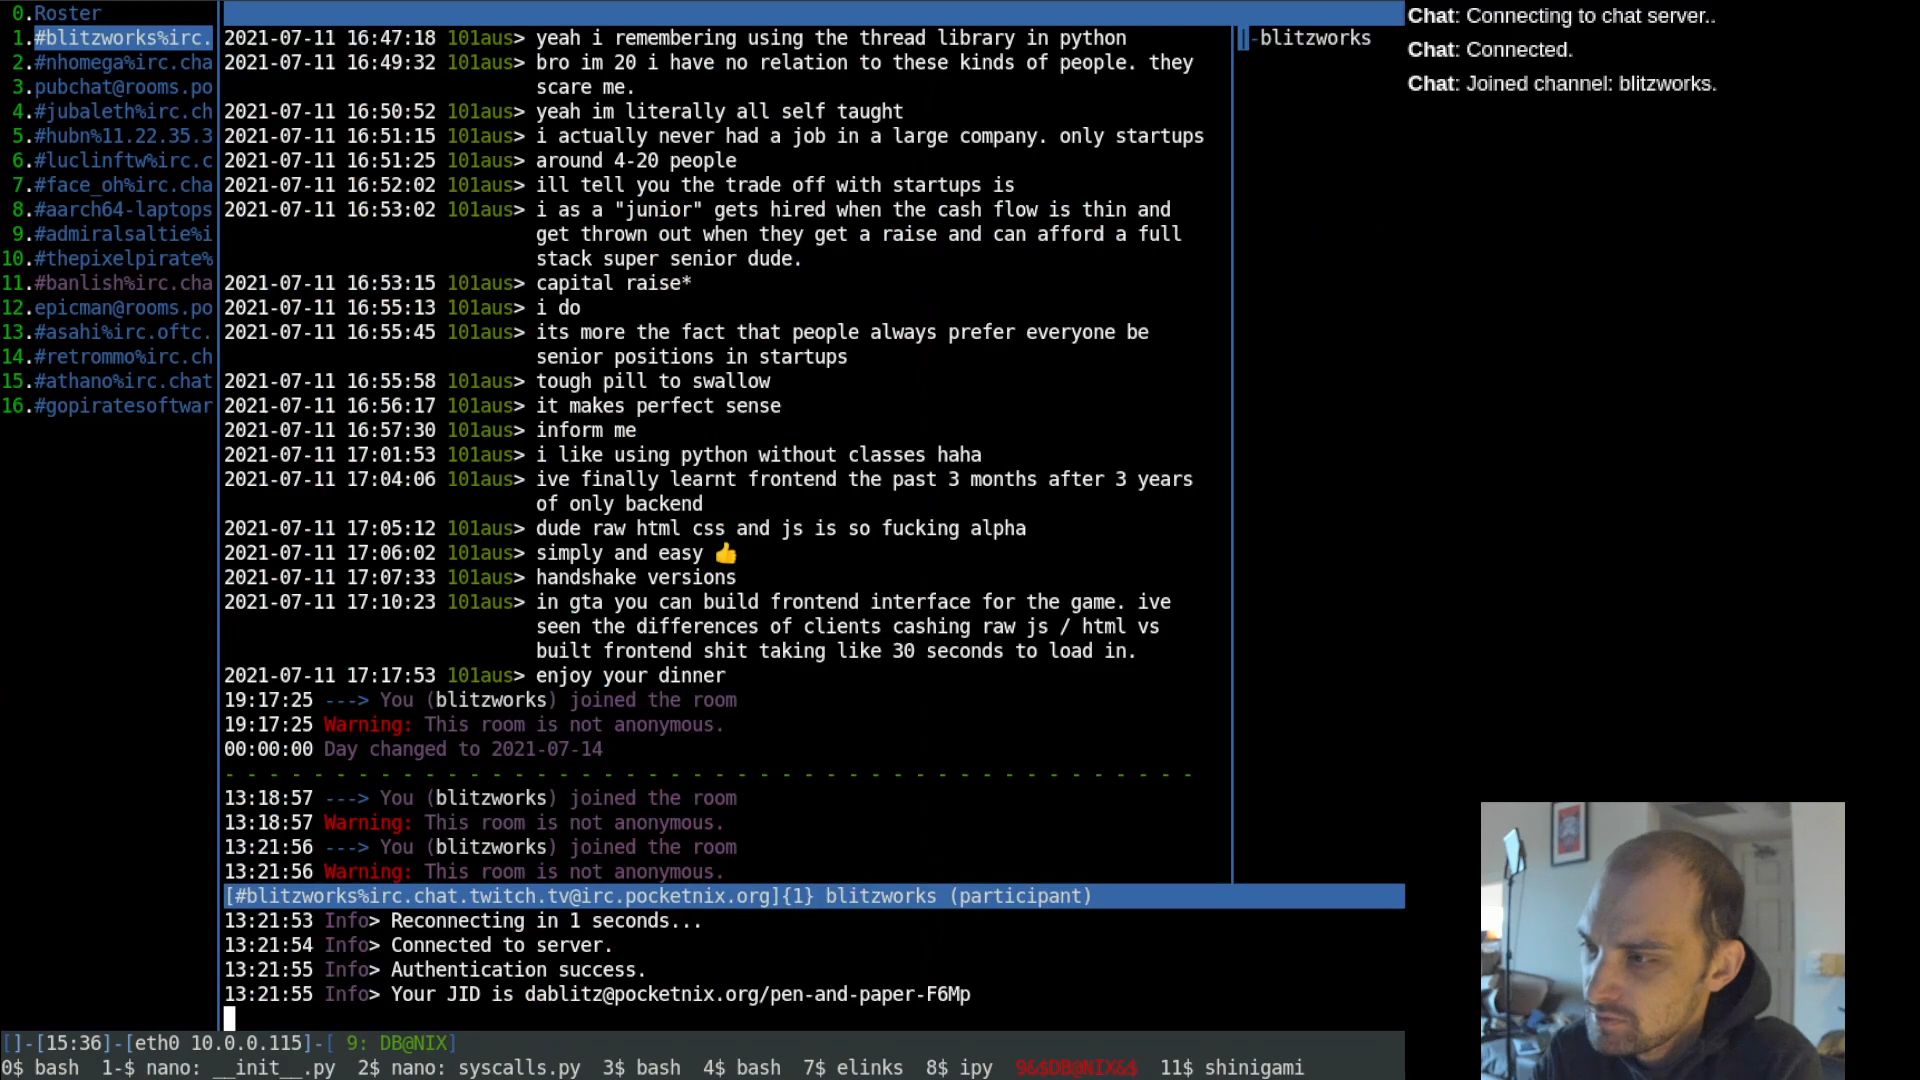 0.Roster
1.#blitzworks%irc.
2.#nhomega%irc.cha
3.pubchat@rooms.po
4.#jubaleth%irc.ch
5.#hubn%11.22.35.3
6.#luclinftw%irc.c
7.#face_oh%irc.cha
8.#aarch64-laptops
9.#admiralsaltie%i
10.#thepixelpirate%
11.#banlish%irc.cha
12.epicman@rooms.po
13.#asahi%irc.oftc.
14.#retrommo%irc.ch
15.#athano%irc.chat
16.#gopiratesoftwar
2021-07-11 16:47:18 101aus> yeah i remembering using the thread library in python
2021-07-11 16:49:32 101aus> bro im 20 i have no relation to these kinds of people. they
scare me.
2021-07-11 16:50:52 101aus> yeah im literally all self taught
2021-07-11 16:51:15 101aus> i actually never had a job in a large company. only startups
2021-07-11 16:51:25 101aus> around 4-20 people
2021-07-11 16:52:02 101aus> ill tell you the trade off with startups is
2021-07-11 16:53:02 101aus> i as a "junior" gets hired when the cash flow is thin and
get thrown out when they get a raise and can afford a full
stack super senior dude.
2021-07-11 16:53:15 101aus> capital raise*
2021-07-11 16:55:13 101aus> i do
2021-07-11 16:55:45 101aus> its more the fact that people always prefer everyone be
senior positions in startups
2021-07-11 16:55:58 101aus> tough pill to swallow
2021-07-11 16:56:17 101aus> it makes perfect sense
2021-07-11 16:57:30 101aus> inform me
2021-07-11 17:01:53 101aus> i like using python without classes haha
2021-07-11 17:04:06 101aus> ive finally learnt frontend the past 3 months after 3 years
of only backend
2021-07-11 17:05:12 101aus> dude raw html css and js is so fucking alpha
2021-07-11 17:06:02 101aus> simply and easy 👍
2021-07-11 17:07:33 101aus> handshake versions
2021-07-11 17:10:23 101aus> in gta you can build frontend interface for the game. ive
seen the differences of clients cashing raw js / html vs
built frontend shit taking like 30 seconds to load in.
2021-07-11 17:17:53 101aus> enjoy your dinner
19:17:25 ---> You (blitzworks) joined the room
19:17:25 Warning: This room is not anonymous.
00:00:00 Day changed to 2021-07-14
- - - - - - - - - - - - - - - - - - - - - - - - - - - - - - - - - - - - - - - - - - - -
13:18:57 ---> You (blitzworks) joined the room
13:18:57 Warning: This room is not anonymous.
13:21:56 ---> You (blitzworks) joined the room
13:21:56 Warning: This room is not anonymous.
[#blitzworks%irc.chat.twitch.tv@irc.pocketnix.org]{1} blitzworks (participant)
13:21:53 Info> Reconnecting in 1 seconds...
13:21:54 Info> Connected to server.
13:21:55 Info> Authentication success.
13:21:55 Info> Your JID is dablitz@pocketnix.org/pen-and-paper-F6Mp
|-blitzworks
Chat: Connecting to chat server..
Chat: Connected.
Chat: Joined channel: blitzworks.
[]-[15:36]-[eth0 10.0.0.115]-[ 9: DB@NIX]
0$ bash 1-$ nano: __init__.py 2$ nano: syscalls.py 3$ bash 4$ bash 7$ elinks 8$ ipy 9&$DB@NIX&$ 11$ shinigami